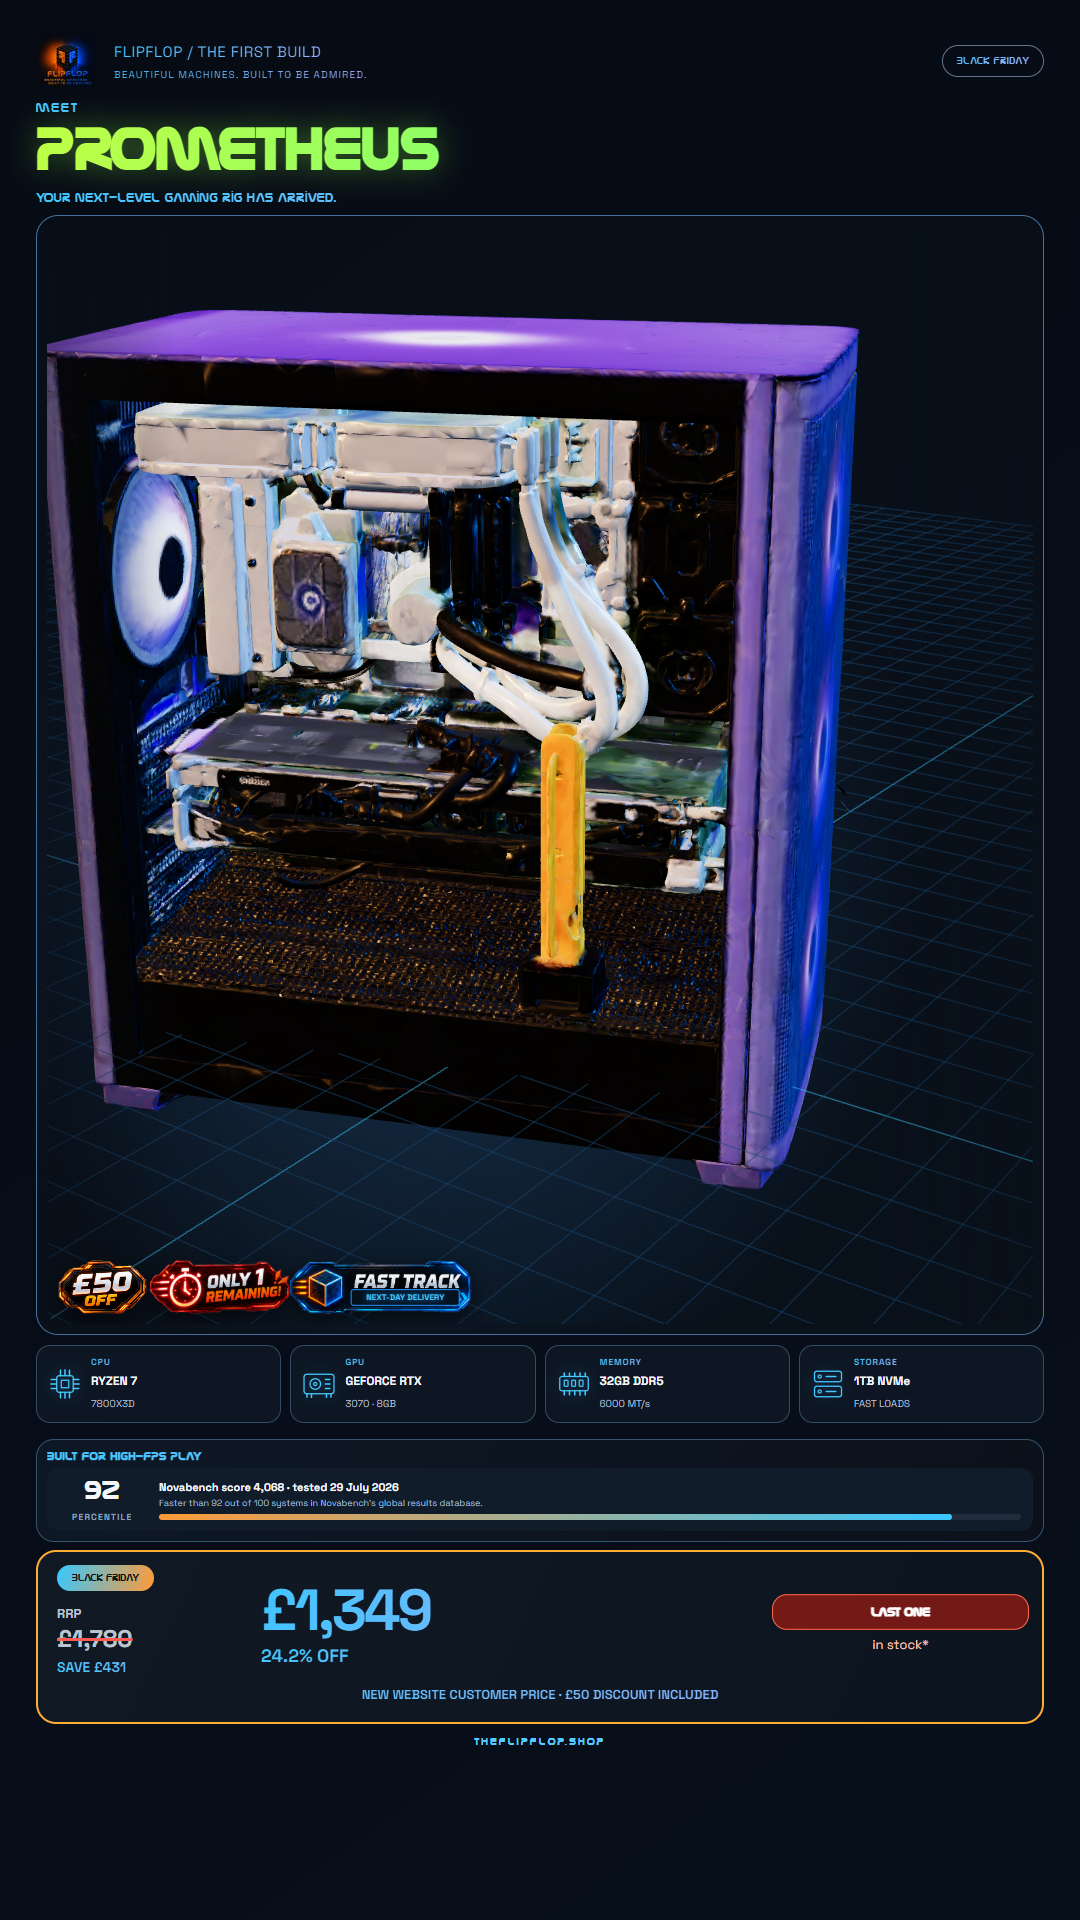 FLIPFLOP
FLIPFLOP / THE FIRST BUILD
BEAUTIFUL MACHINES. BUILT TO BE ADMIRED.
BLACK FRIDAY
MEET
PROMETHEUS
YOUR NEXT-LEVEL GAMING RIG HAS ARRIVED.
£50
OFF
ONLY 1
REMAINING!
FAST TRACK
NEXT-DAY DELIVERY
CPU
RYZEN 7
7800X3D
GPU
GEFORCE RTX
3070 · 8GB
MEMORY
32GB DDR5
6000 MT/s
STORAGE
1TB NVMe
FAST LOADS
BUILT FOR HIGH-FPS PLAY
92
PERCENTILE
Novabench score 4,068 · tested 29 July 2026
Faster than 92 out of 100 systems in Novabench's global results database.
BLACK FRIDAY
RRP
£1,780
SAVE £431
£1,349
24.2% OFF
LAST ONE
in stock*
NEW WEBSITE CUSTOMER PRICE · £50 DISCOUNT INCLUDED
THEFLIPFLOP.SHOP